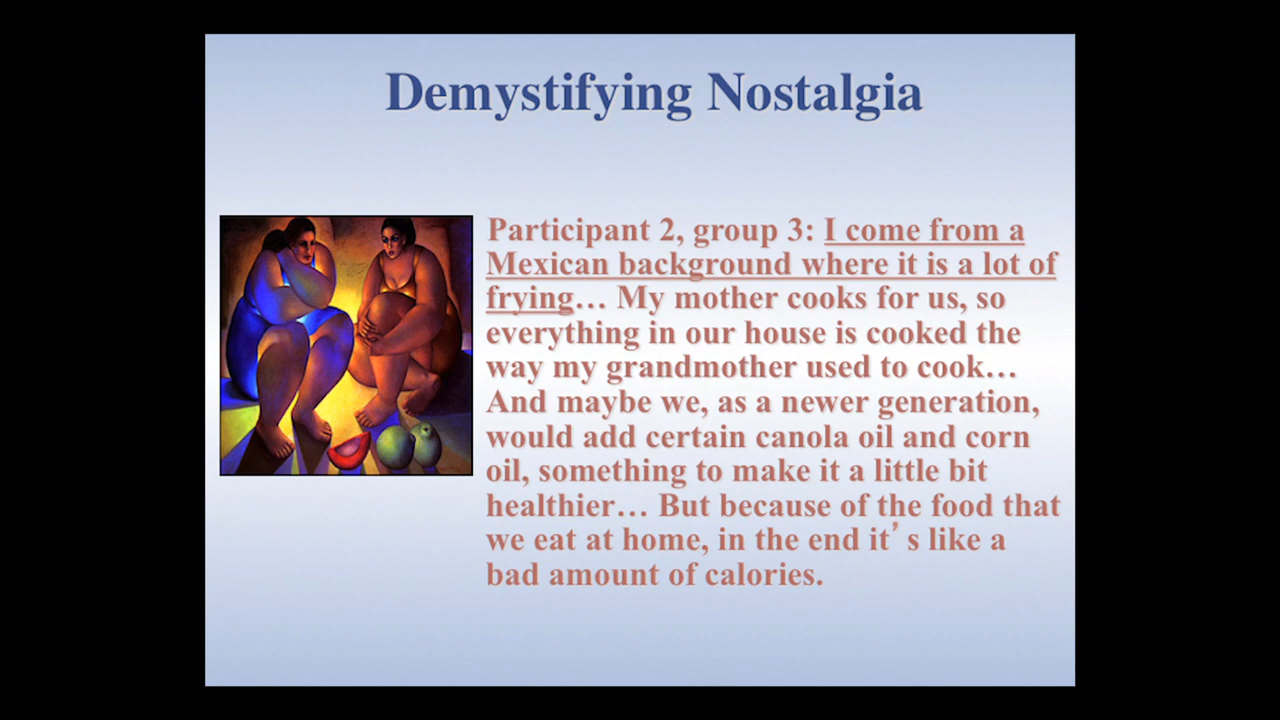 Demystifying Nostalgia
Participant 2, group 3: I come from a
Mexican background where it is a lot of
frying… My mother cooks for us, so
everything in our house is cooked the
way my grandmother used to cook…
And maybe we, as a newer generation,
would add certain canola oil and corn
oil, something to make it a little bit
healthier… But because of the food that
we eat at home, in the end it’s like a
bad amount of calories.